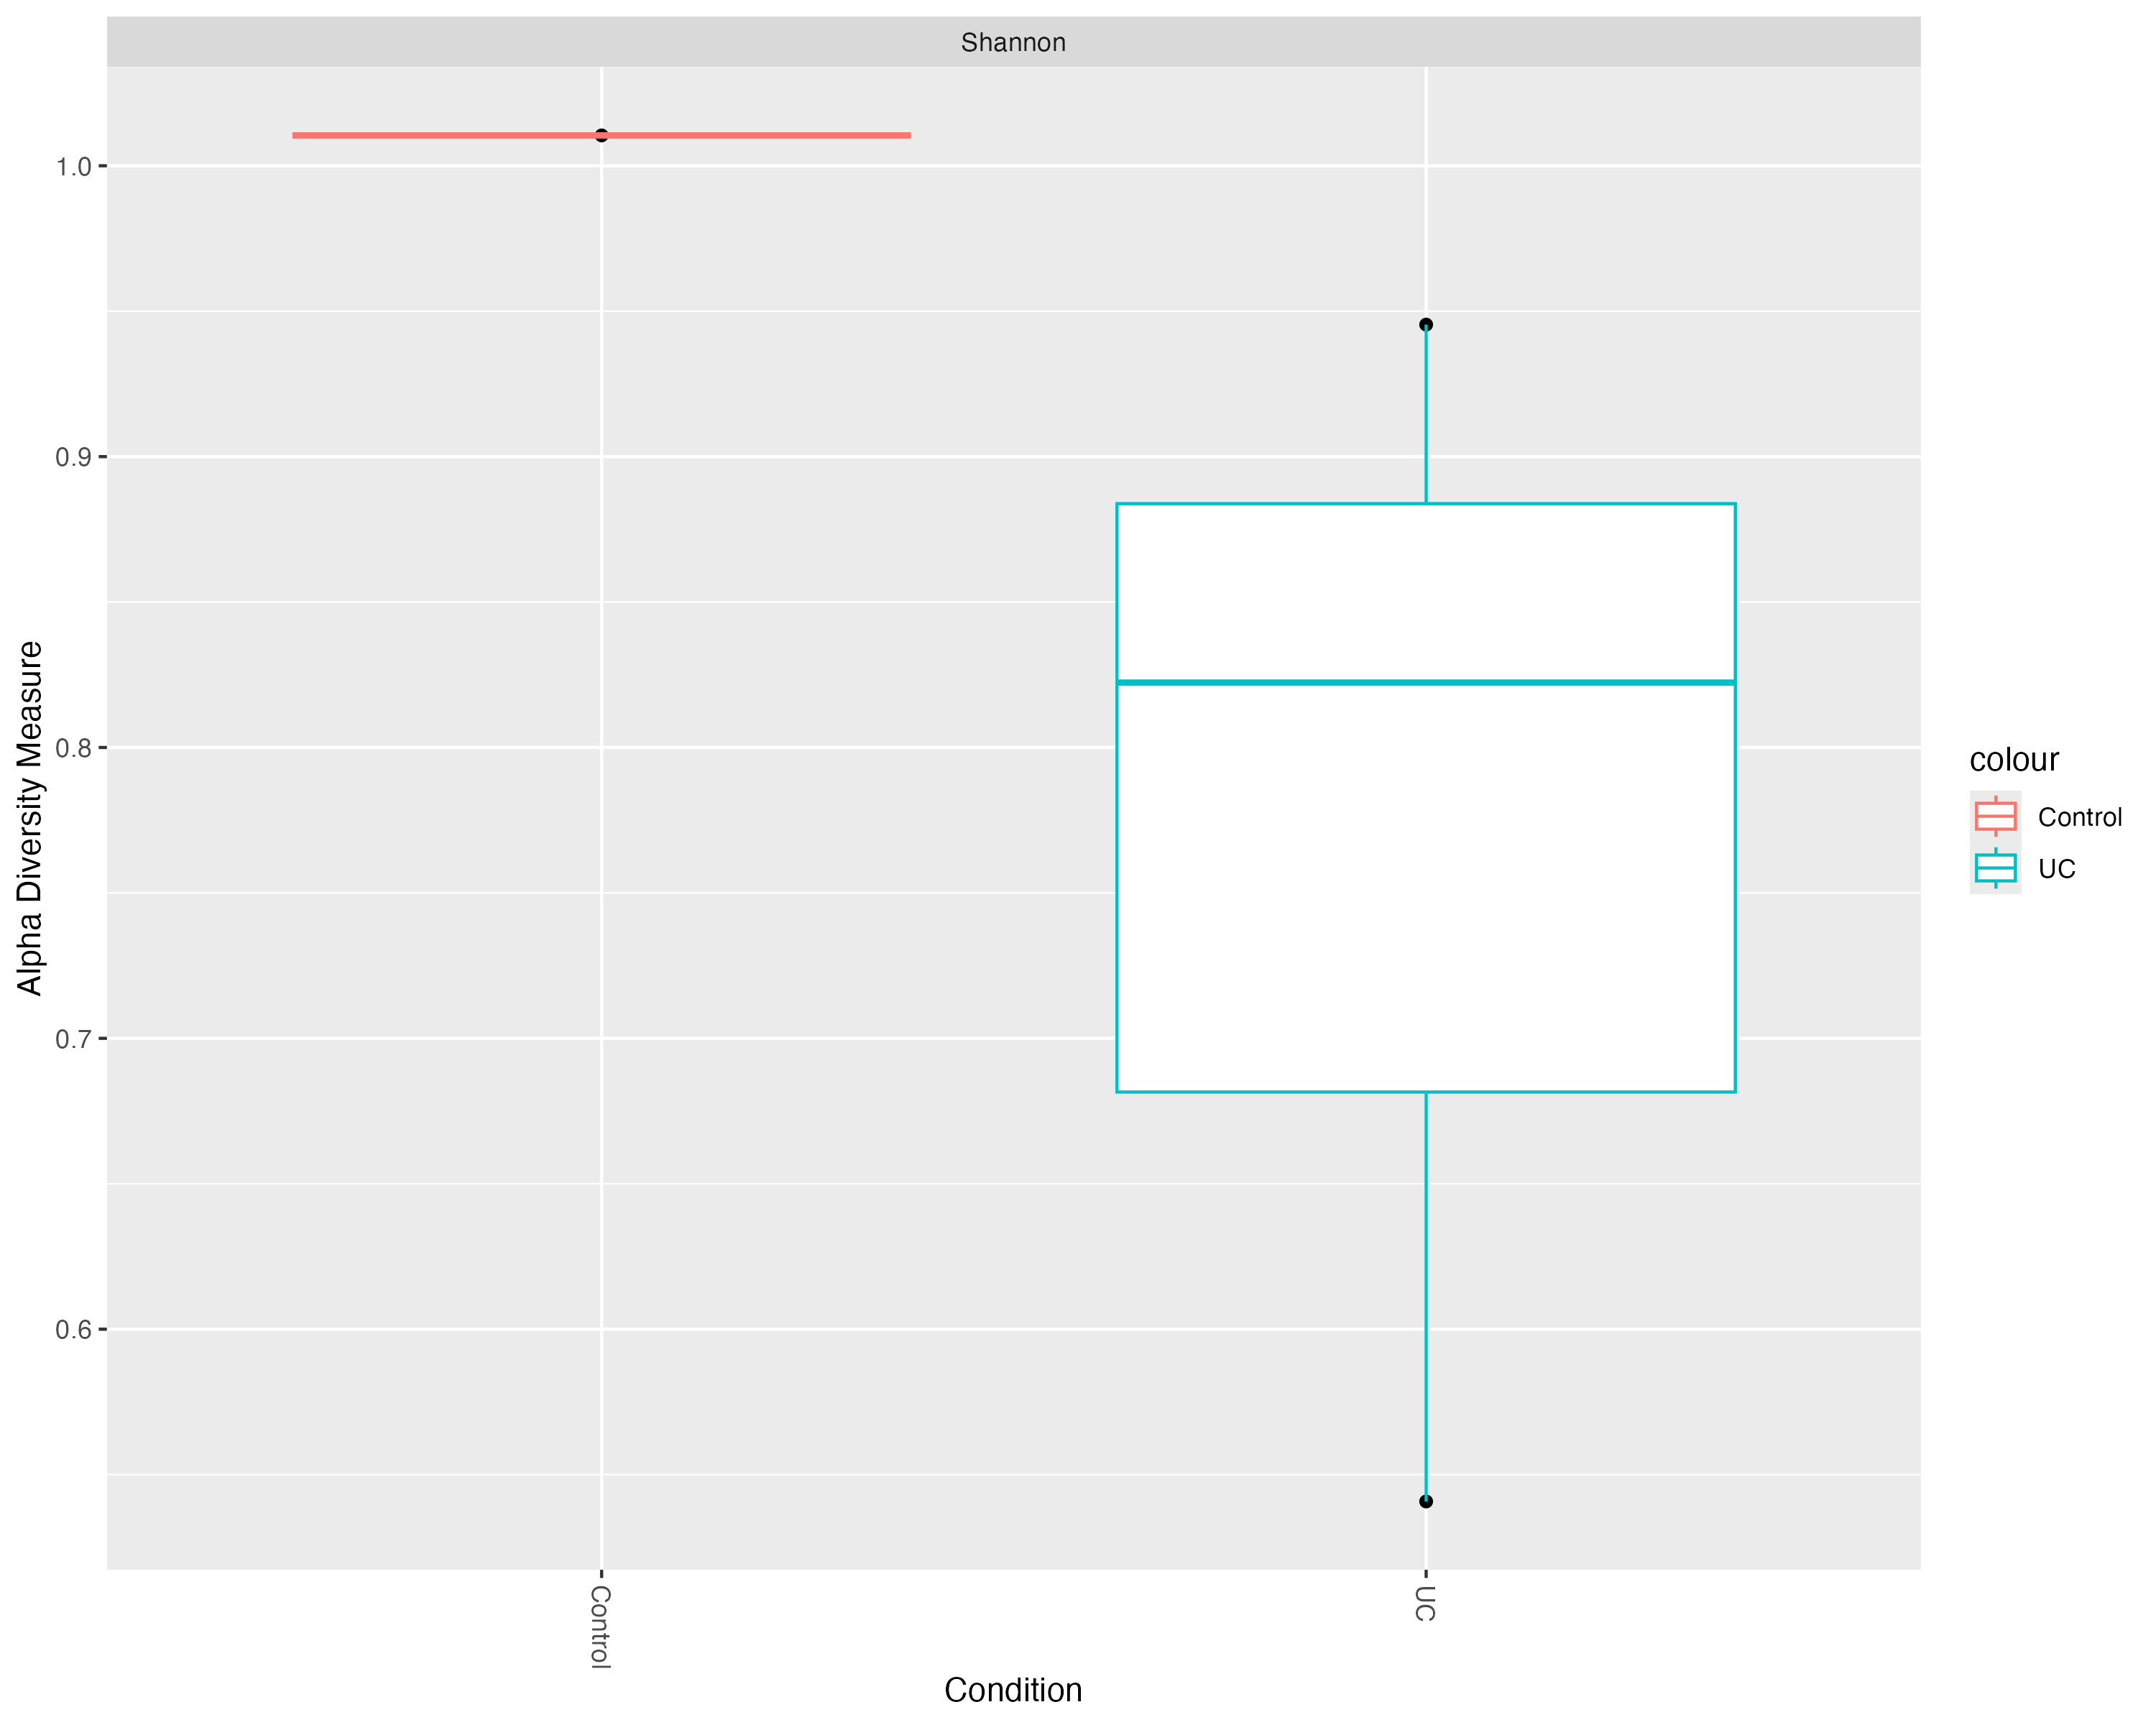 Shannon
Alpha Diversity Measure
1.0
0.9
0.8
0.7
0.6
Control
UC
Condition
colour
Control
UC